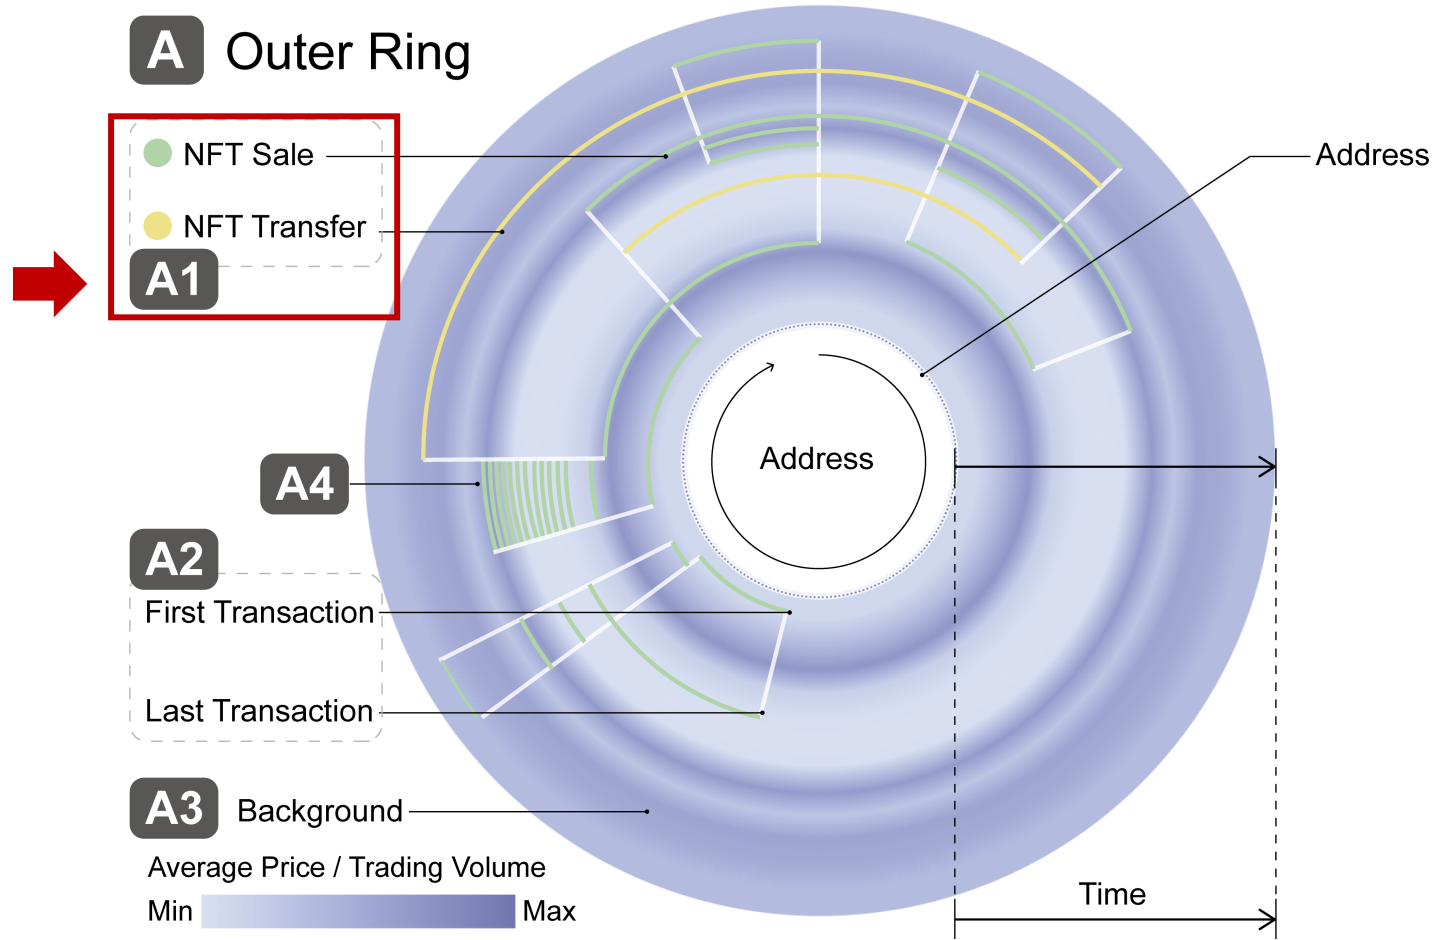 A Outer Ring
NFT Sale
NFT Transfer
A1
Address
Address
A4
A2
First Transaction
Last Transaction
A3 Background
Average Price / Trading Volume
Min Max
Time